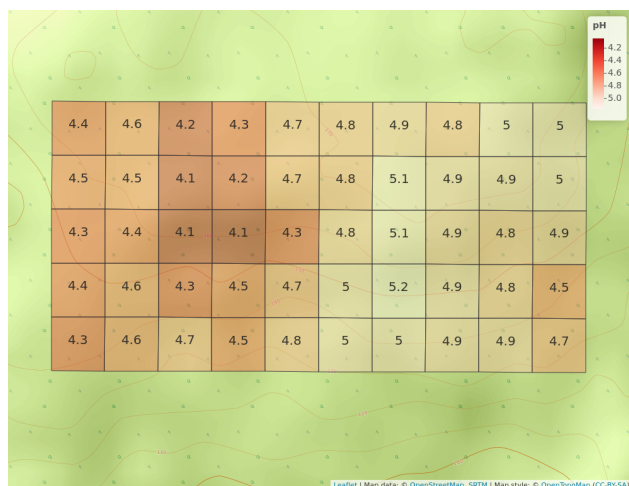 pH
4.2
4.4
4.6
4.8
5.0
4.4 4.6 4.2 4.3 4.7 4.8 4.9 4.8 5 5
4.5 4.5 4.1 4.2 4.7 4.8 5.1 4.9 4.9 5
4.3 4.4 4.1 4.1 4.3 4.8 5.1 4.9 4.8 4.9
4.4 4.6 4.3 4.5 4.7 5 5.2 4.9 4.8 4.5
4.3 4.6 4.7 4.5 4.8 5 5 4.9 4.9 4.7
Leaflet | Map data: © OpenStreetMap, SRTM | Map style: © OpenTopoMap (CC-BY-SA)